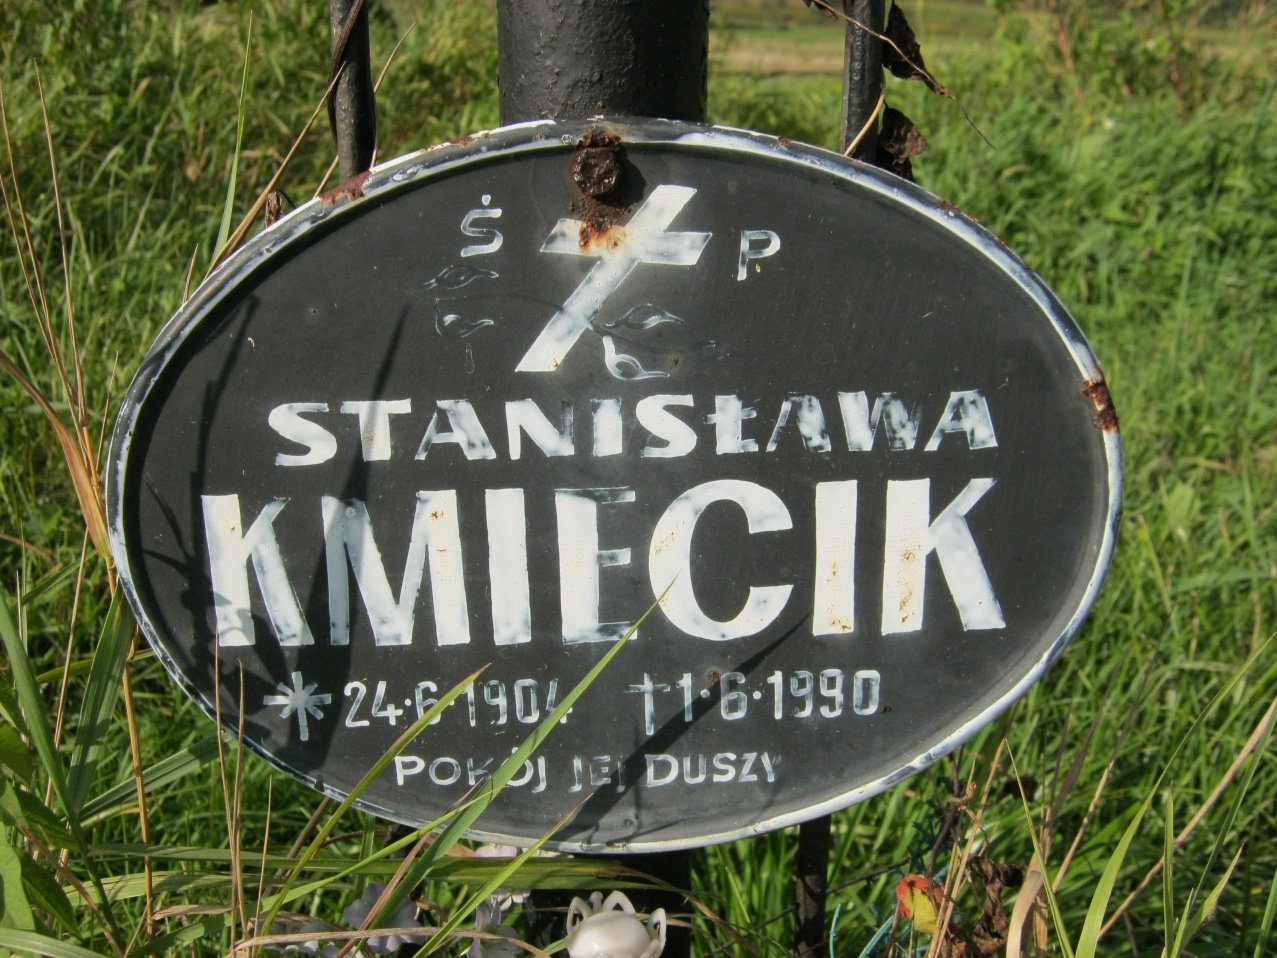 Ś P
STANISŁAWA
KMIECIK
* 24.6.1904 †1.6.1990
POKÓJ JEJ DUSZY